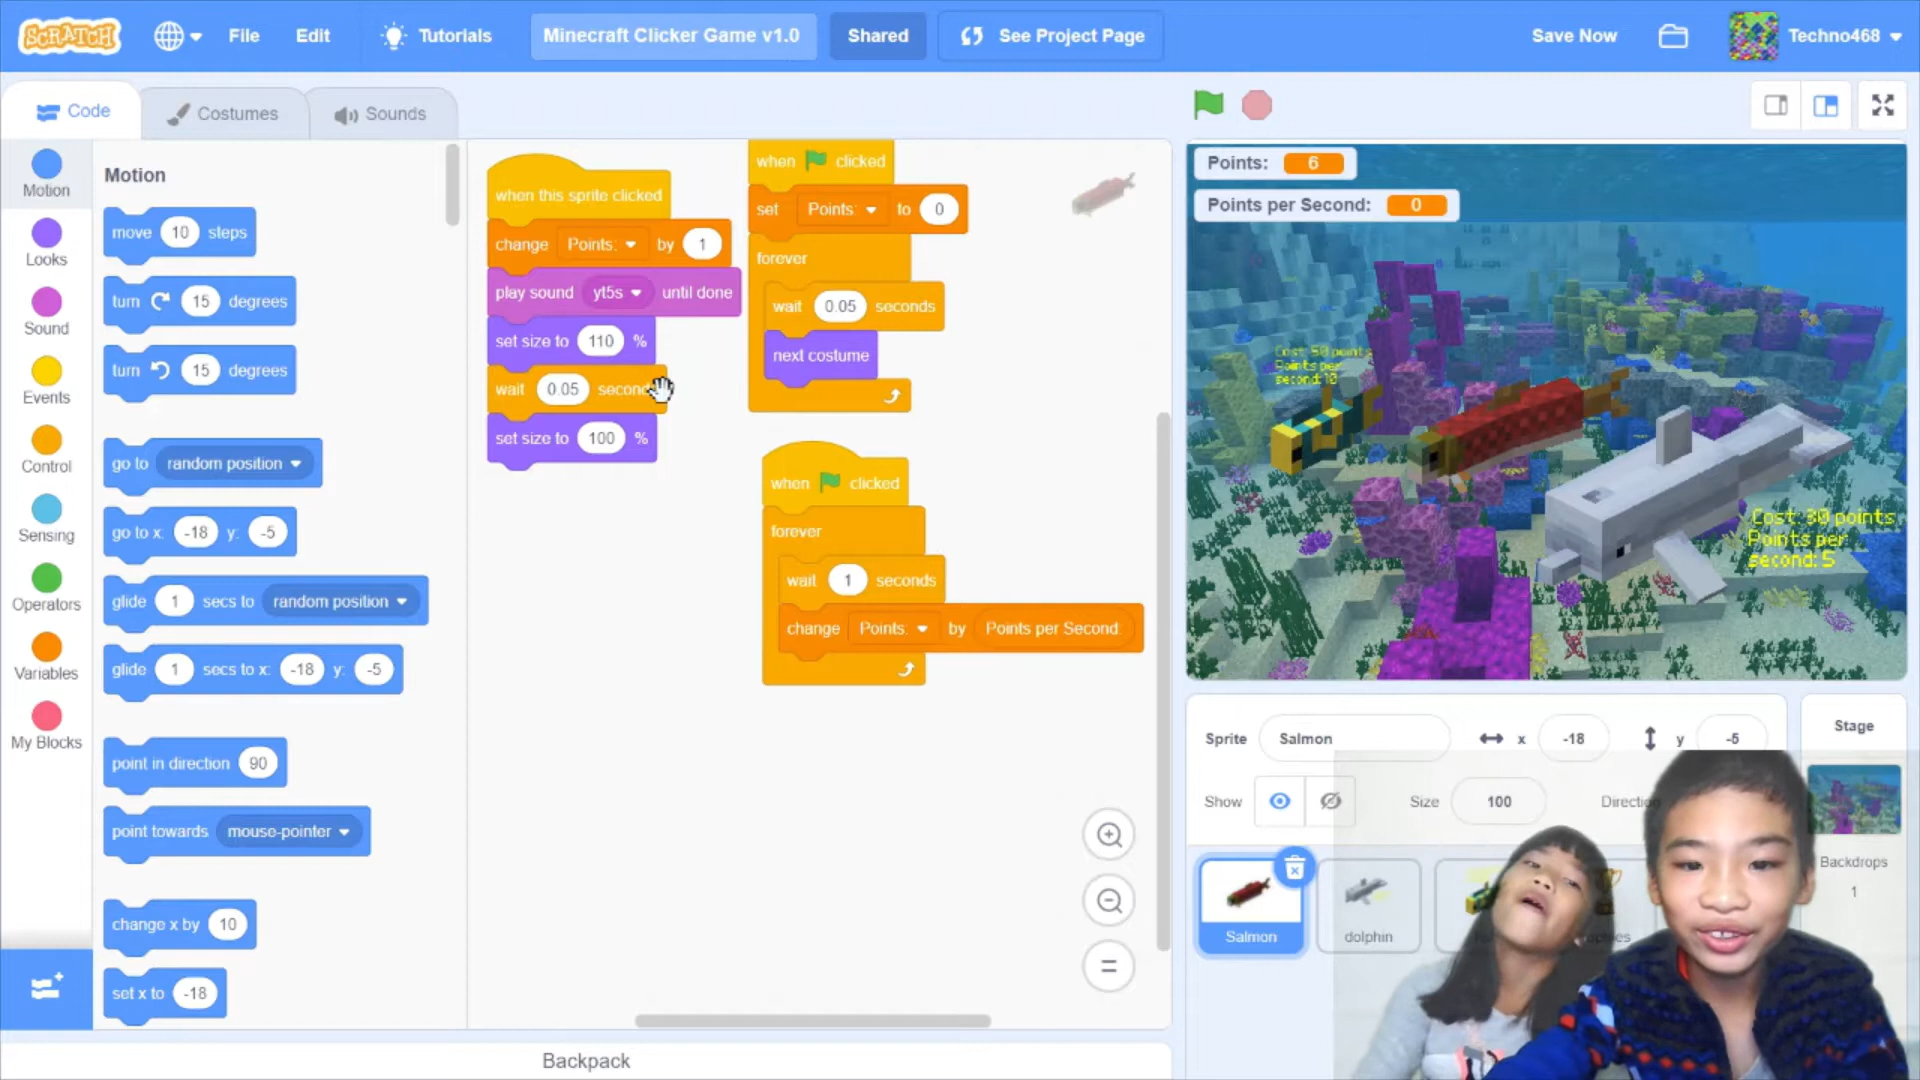 SCRATCH
File
Edit
Tutorials
Minecraft Clicker Game v1.0
Shared
See Project Page
Save Now
Techno468
Code
Costumes
Sounds
Motion
Looks
Sound
Events
Control
Sensing
Operators
Variables
My Blocks
Motion
move 10 steps
turn 15 degrees
turn 15 degrees
go to random position
go to x: -18 y: -5
glide 1 secs to random position
glide 1 secs to x: -18 y: -5
point in direction 90
point towards mouse-pointer
change x by 10
set x to -18
when this sprite clicked
change Points: by 1
play sound yt5s until done
set size to 110 %
wait 0.05
set size to 100 %
when clicked
set Points: to 0
forever
wait 0.05 seconds
next costume
when clicked
forever
wait 1 seconds
change Points: by Points per Second:
Points: 6
Points per Second: 0
Cost: 50 points
Points per
second: 10
Cost: 30 points
Points per
second: 5
Sprite Salmon x -18 y -5
Show Size 100
Salmon
dolphin
Stage
Backdrops
1
Backpack